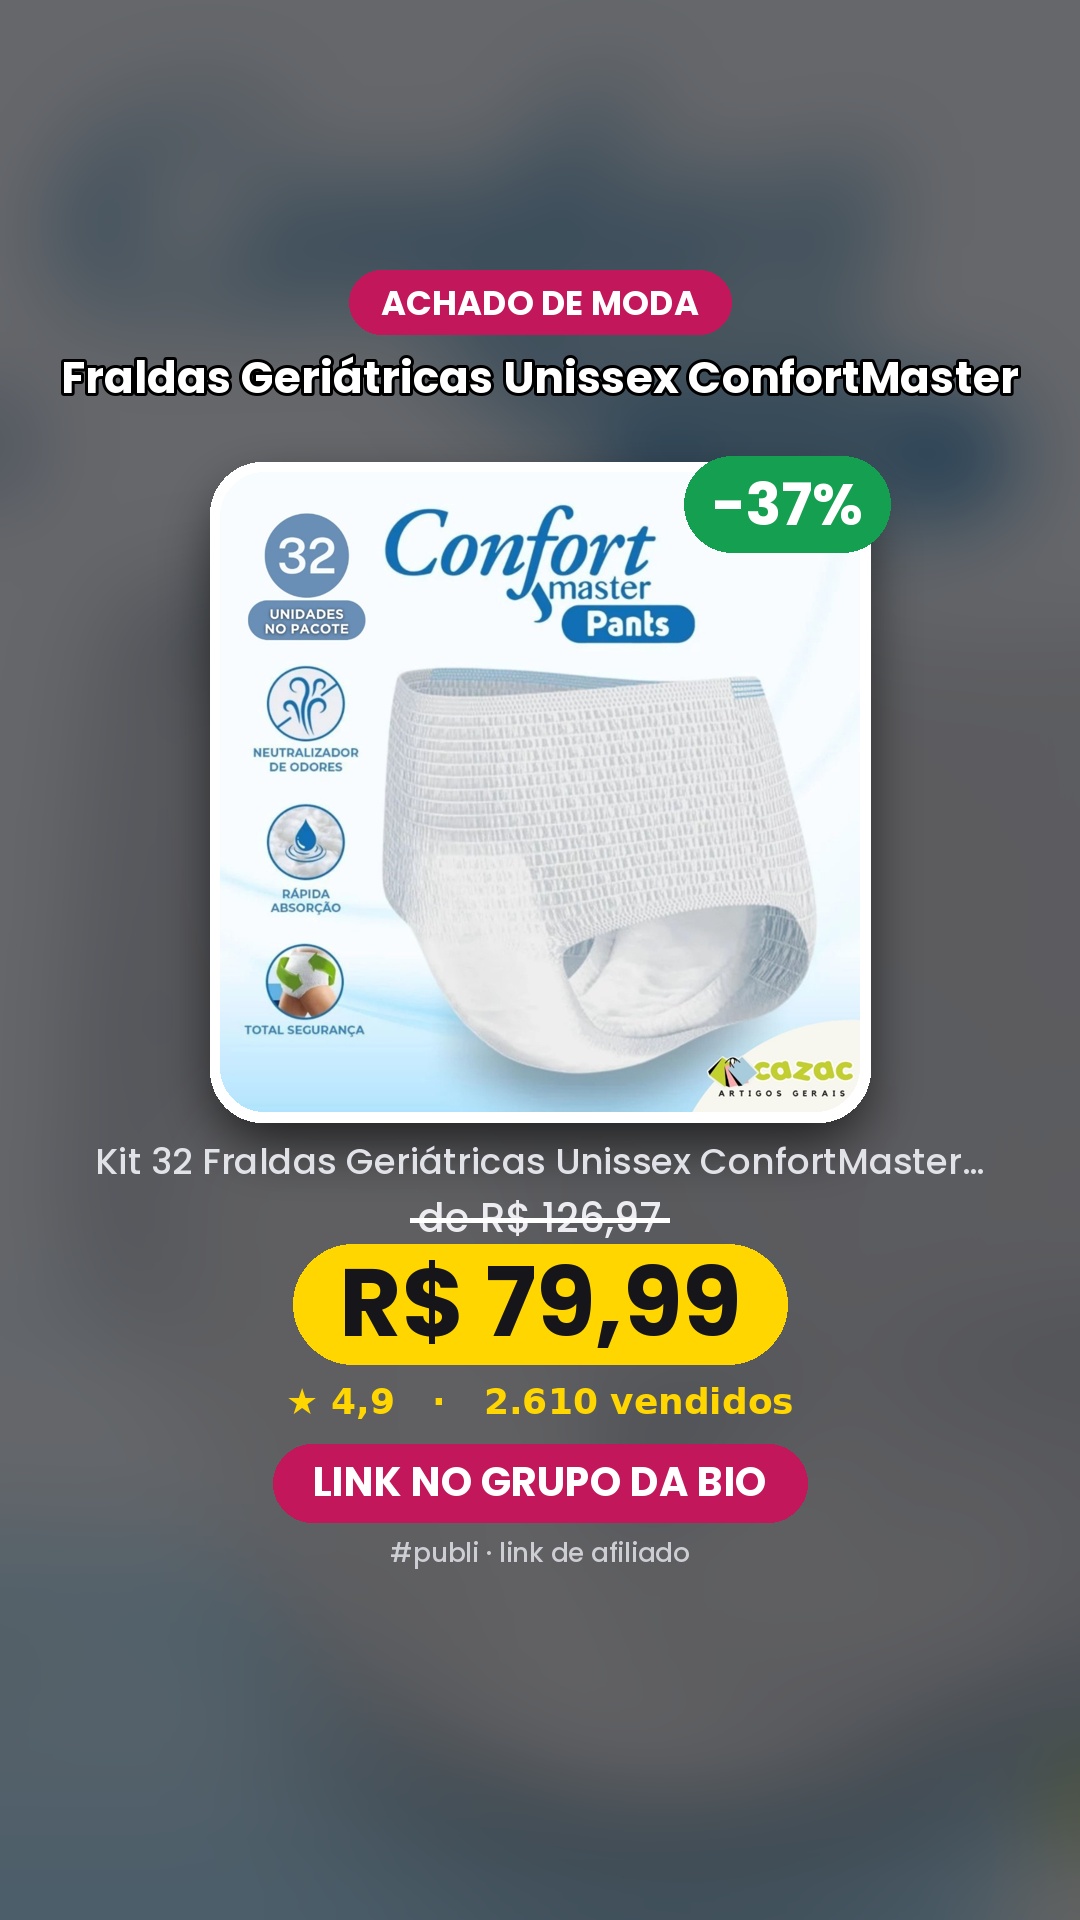 ACHADO DE MODA
Fraldas Geriátricas Unissex ConfortMaster
-37%
32
UNIDADES
NO PACOTE
Confort
master
Pants
NEUTRALIZADOR
DE ODORES
RÁPIDA
ABSORÇÃO
TOTAL SEGURANÇA
cazac
ARTIGOS GERAIS
Kit 32 Fraldas Geriátricas Unissex ConfortMaster...
de R$ 126,97
R$ 79,99
★ 4,9 · 2.610 vendidos
LINK NO GRUPO DA BIO
#publi · link de afiliado